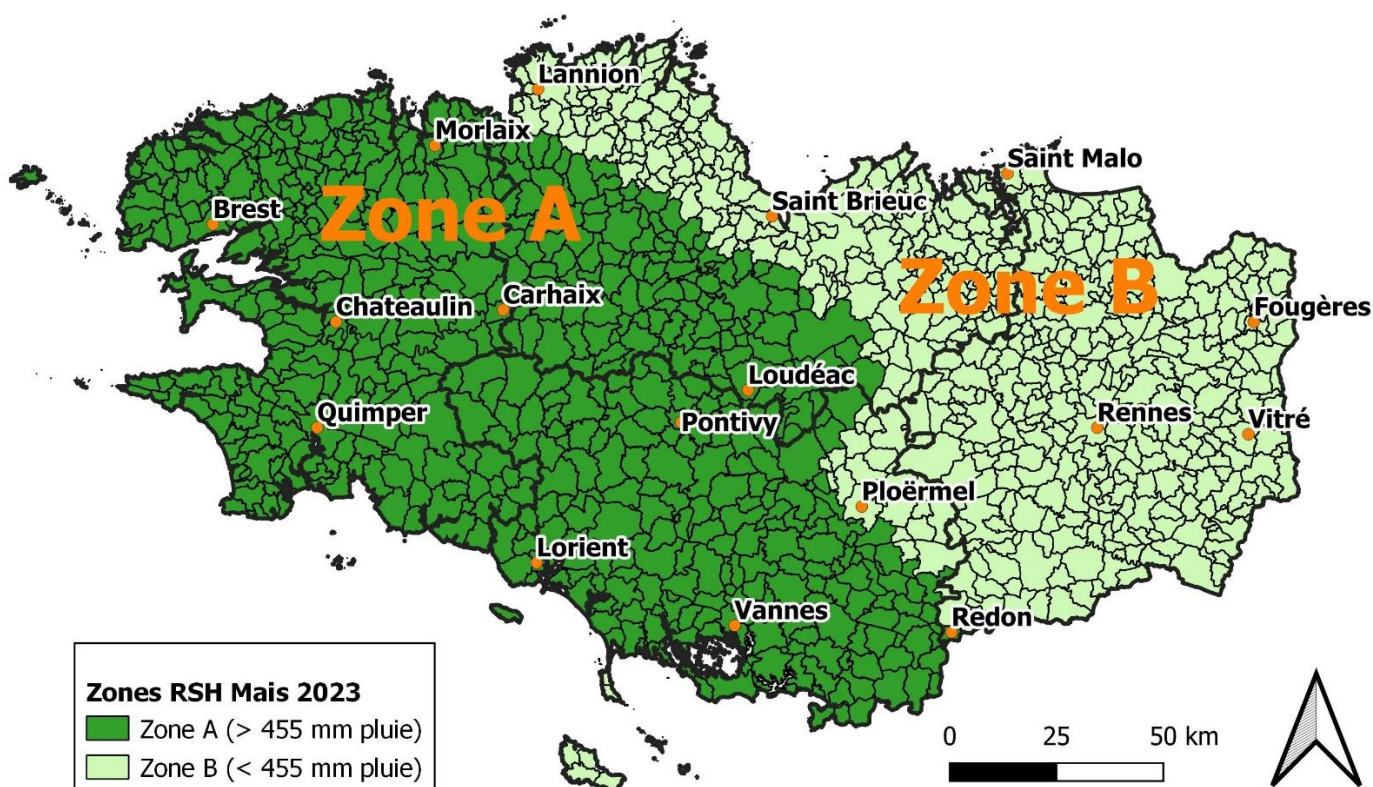 Lannion
Morlaix
Saint Malo
Brest
Zone A
Saint Brieuc
Zone B
Carhaix
Chateaulin
Fougères
Loudéac
Quimper
Pontivy
Rennes
Vitré
Ploërmel
Lorient
Vannes
Redon
Zones RSH Mais 2023
Zone A (> 455 mm pluie)
Zone B (< 455 mm pluie)
0 25 50 km